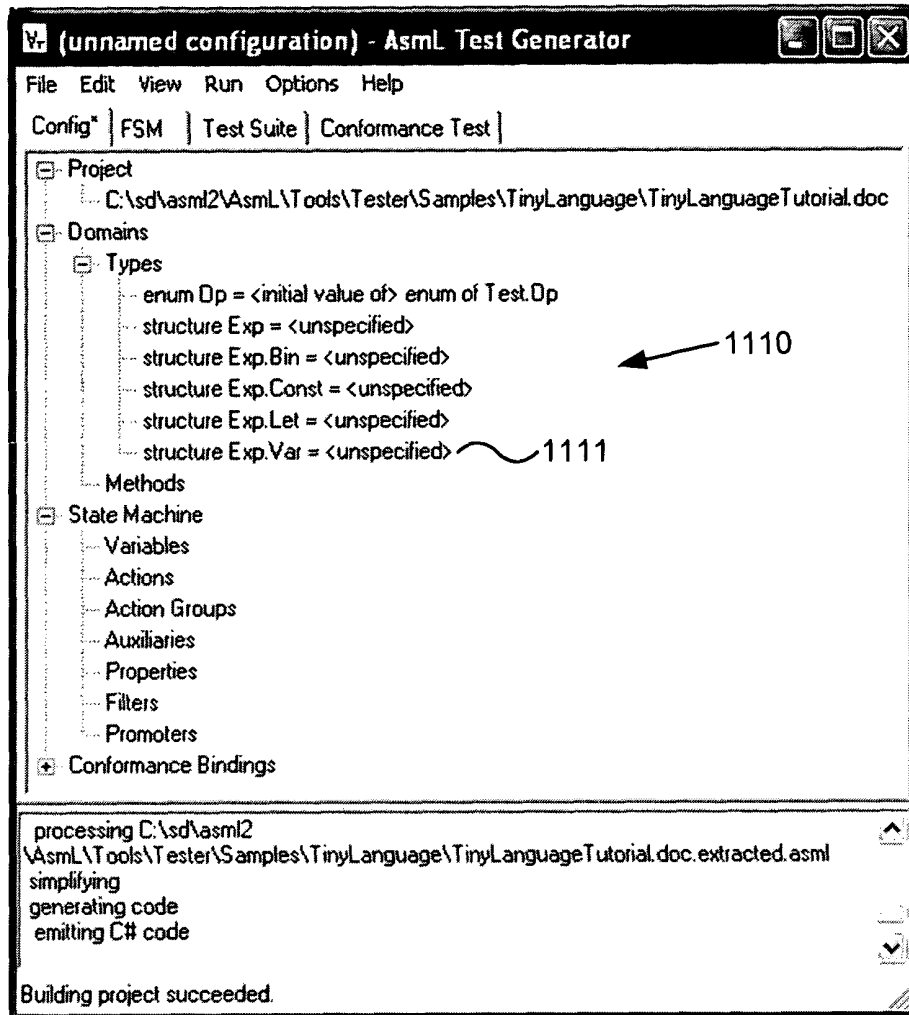 (unnamed configuration) - AsmL Test Generator
File Edit View Run Options Help
Config* FSM Test Suite Conformance Test
Project
C:\sd\asml2\AsmL\Tools\Tester\Samples\TinyLanguage\TinyLanguageTutorial.doc
Domains
Types
enum Op = <initial value of> enum of Test.Op
structure Exp = <unspecified>
1110
structure Exp.Bin = <unspecified>
structure Exp.Const = <unspecified>
structure Exp.Let = <unspecified>
structure Exp.Var = <unspecified> 1111
Methods
State Machine
Variables
Actions
Action Groups
Auxiliaries
Properties
Filters
Promoters
Conformance Bindings
processing C:\sd\asml2
\AsmL\Tools\Tester\Samples\TinyLanguage\TinyLanguageTutorial.doc.extracted.asml
simplifying
generating code
emitting C# code
Building project succeeded.